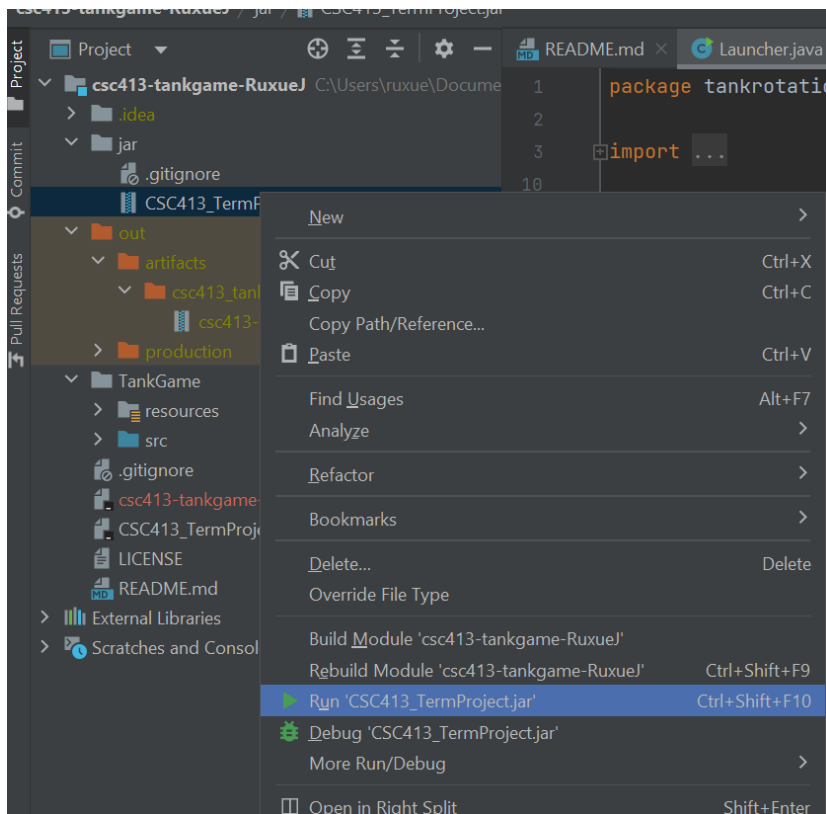 csc413-tankgame-RuxueJ / jar / CSC413_TermProject.jar
Project
Commit
Pull Requests
Project
README.md
Launcher.java
csc413-tankgame-RuxueJ C:\Users\ruxue\Docume
.idea
jar
.gitignore
CSC413_TermP
out
artifacts
csc413_tan
csc413-
production
TankGame
resources
src
.gitignore
csc413-tankgame-
CSC413_TermProje
LICENSE
README.md
External Libraries
Scratches and Consol
1 package tankrotatio
2
3 import ...
10
New
Cut Ctrl+X
Copy Ctrl+C
Copy Path/Reference...
Paste Ctrl+V
Find Usages Alt+F7
Analyze
Refactor
Bookmarks
Delete... Delete
Override File Type
Build Module 'csc413-tankgame-RuxueJ'
Rebuild Module 'csc413-tankgame-RuxueJ' Ctrl+Shift+F9
Run 'CSC413_TermProject.jar' Ctrl+Shift+F10
Debug 'CSC413_TermProject.jar'
More Run/Debug
Open in Right Split Shift+Enter